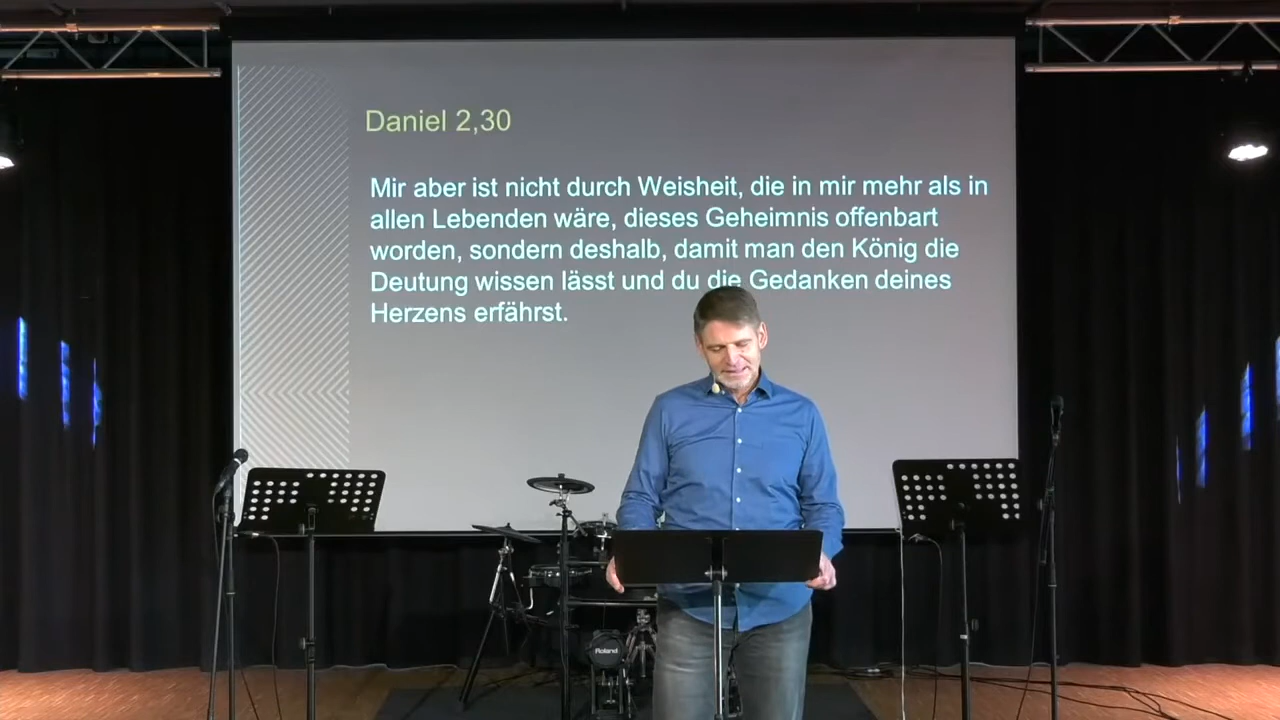 Daniel 2,30
Mir aber ist nicht durch Weisheit, die in mir mehr als in
allen Lebenden wäre, dieses Geheimnis offenbart
worden, sondern deshalb, damit man den König die
Deutung wissen lässt und du die Gedanken deines
Herzens erfährst.
Roland